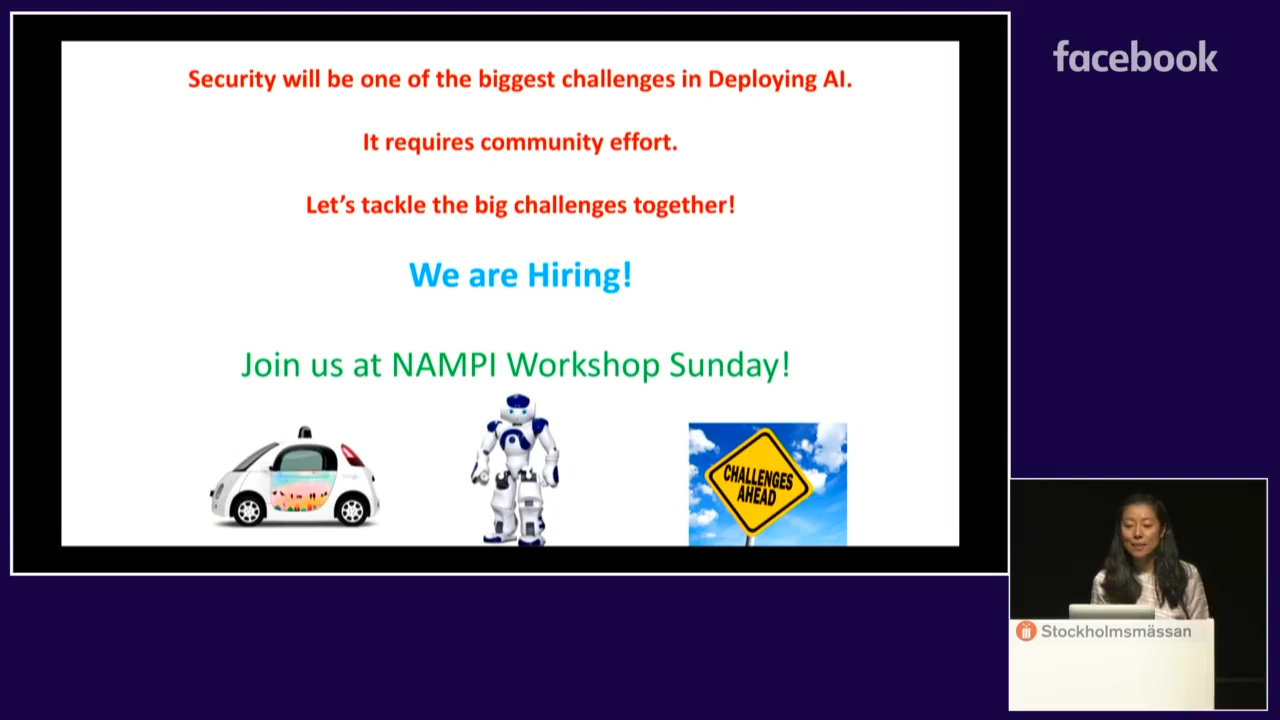 Security will be one of the biggest challenges in Deploying AI.
It requires community effort.
Let's tackle the big challenges together!
We are Hiring!
Join us at NAMPI Workshop Sunday!
CHALLENGES
AHEAD
facebook
Stockholmsmässan